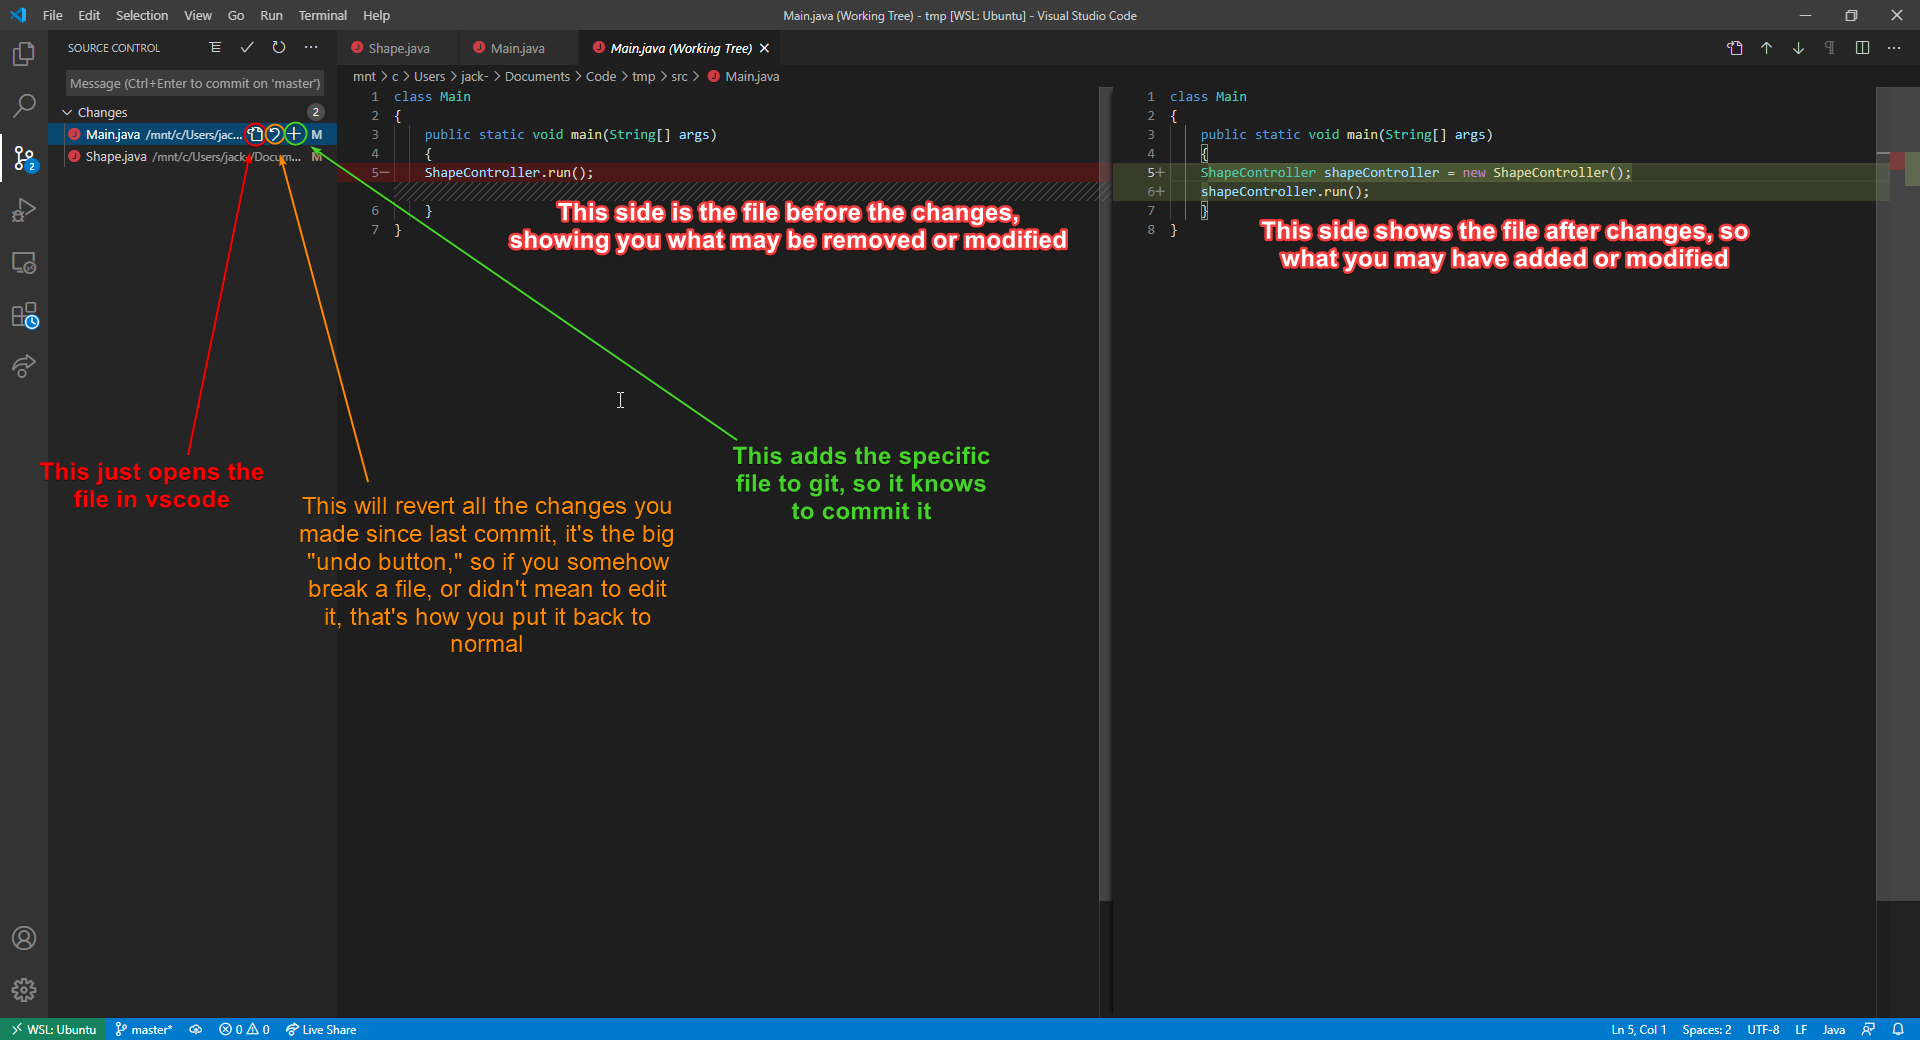 File Edit Selection View Go Run Terminal Help
Main.java (Working Tree) - tmp [WSL: Ubuntu] - Visual Studio Code
SOURCE CONTROL
Message (Ctrl+Enter to commit on 'master')
Changes 2
Main.java /mnt/c/Users/jac... M
Shape.java /mnt/c/Users/jack-/Docum... M
2
Shape.java Main.java Main.java (Working Tree)
mnt > c > Users > jack- > Documents > Code > tmp > src > Main.java
1 class Main
2 {
3 public static void main(String[] args)
4 {
5— ShapeController.run();
6 }
7 }
This side is the file before the changes,
showing you what may be removed or modified
1 class Main
2 {
3 public static void main(String[] args)
4 {
5+ ShapeController shapeController = new ShapeController();
6+ shapeController.run();
7 }
8 }
This side shows the file after changes, so
what you may have added or modified
This just opens the
file in vscode
This will revert all the changes you
made since last commit, it's the big
"undo button," so if you somehow
break a file, or didn't mean to edit
it, that's how you put it back to
normal
This adds the specific
file to git, so it knows
to commit it
WSL: Ubuntu master* 0 0 Live Share
Ln 5, Col 1 Spaces: 2 UTF-8 LF Java